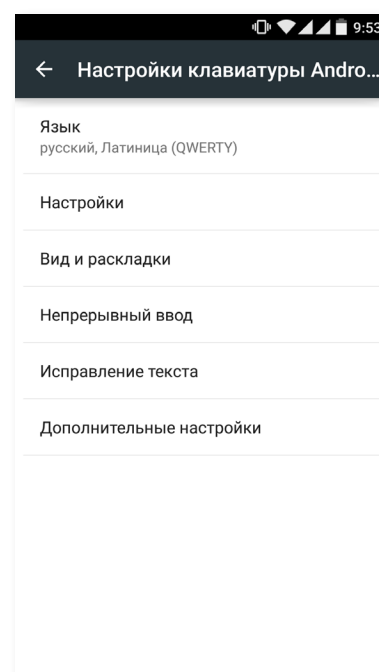 9:53
Настройки клавиатуры Andro...
Язык
русский, Латиница (QWERTY)
Настройки
Вид и раскладки
Непрерывный ввод
Исправление текста
Дополнительные настройки